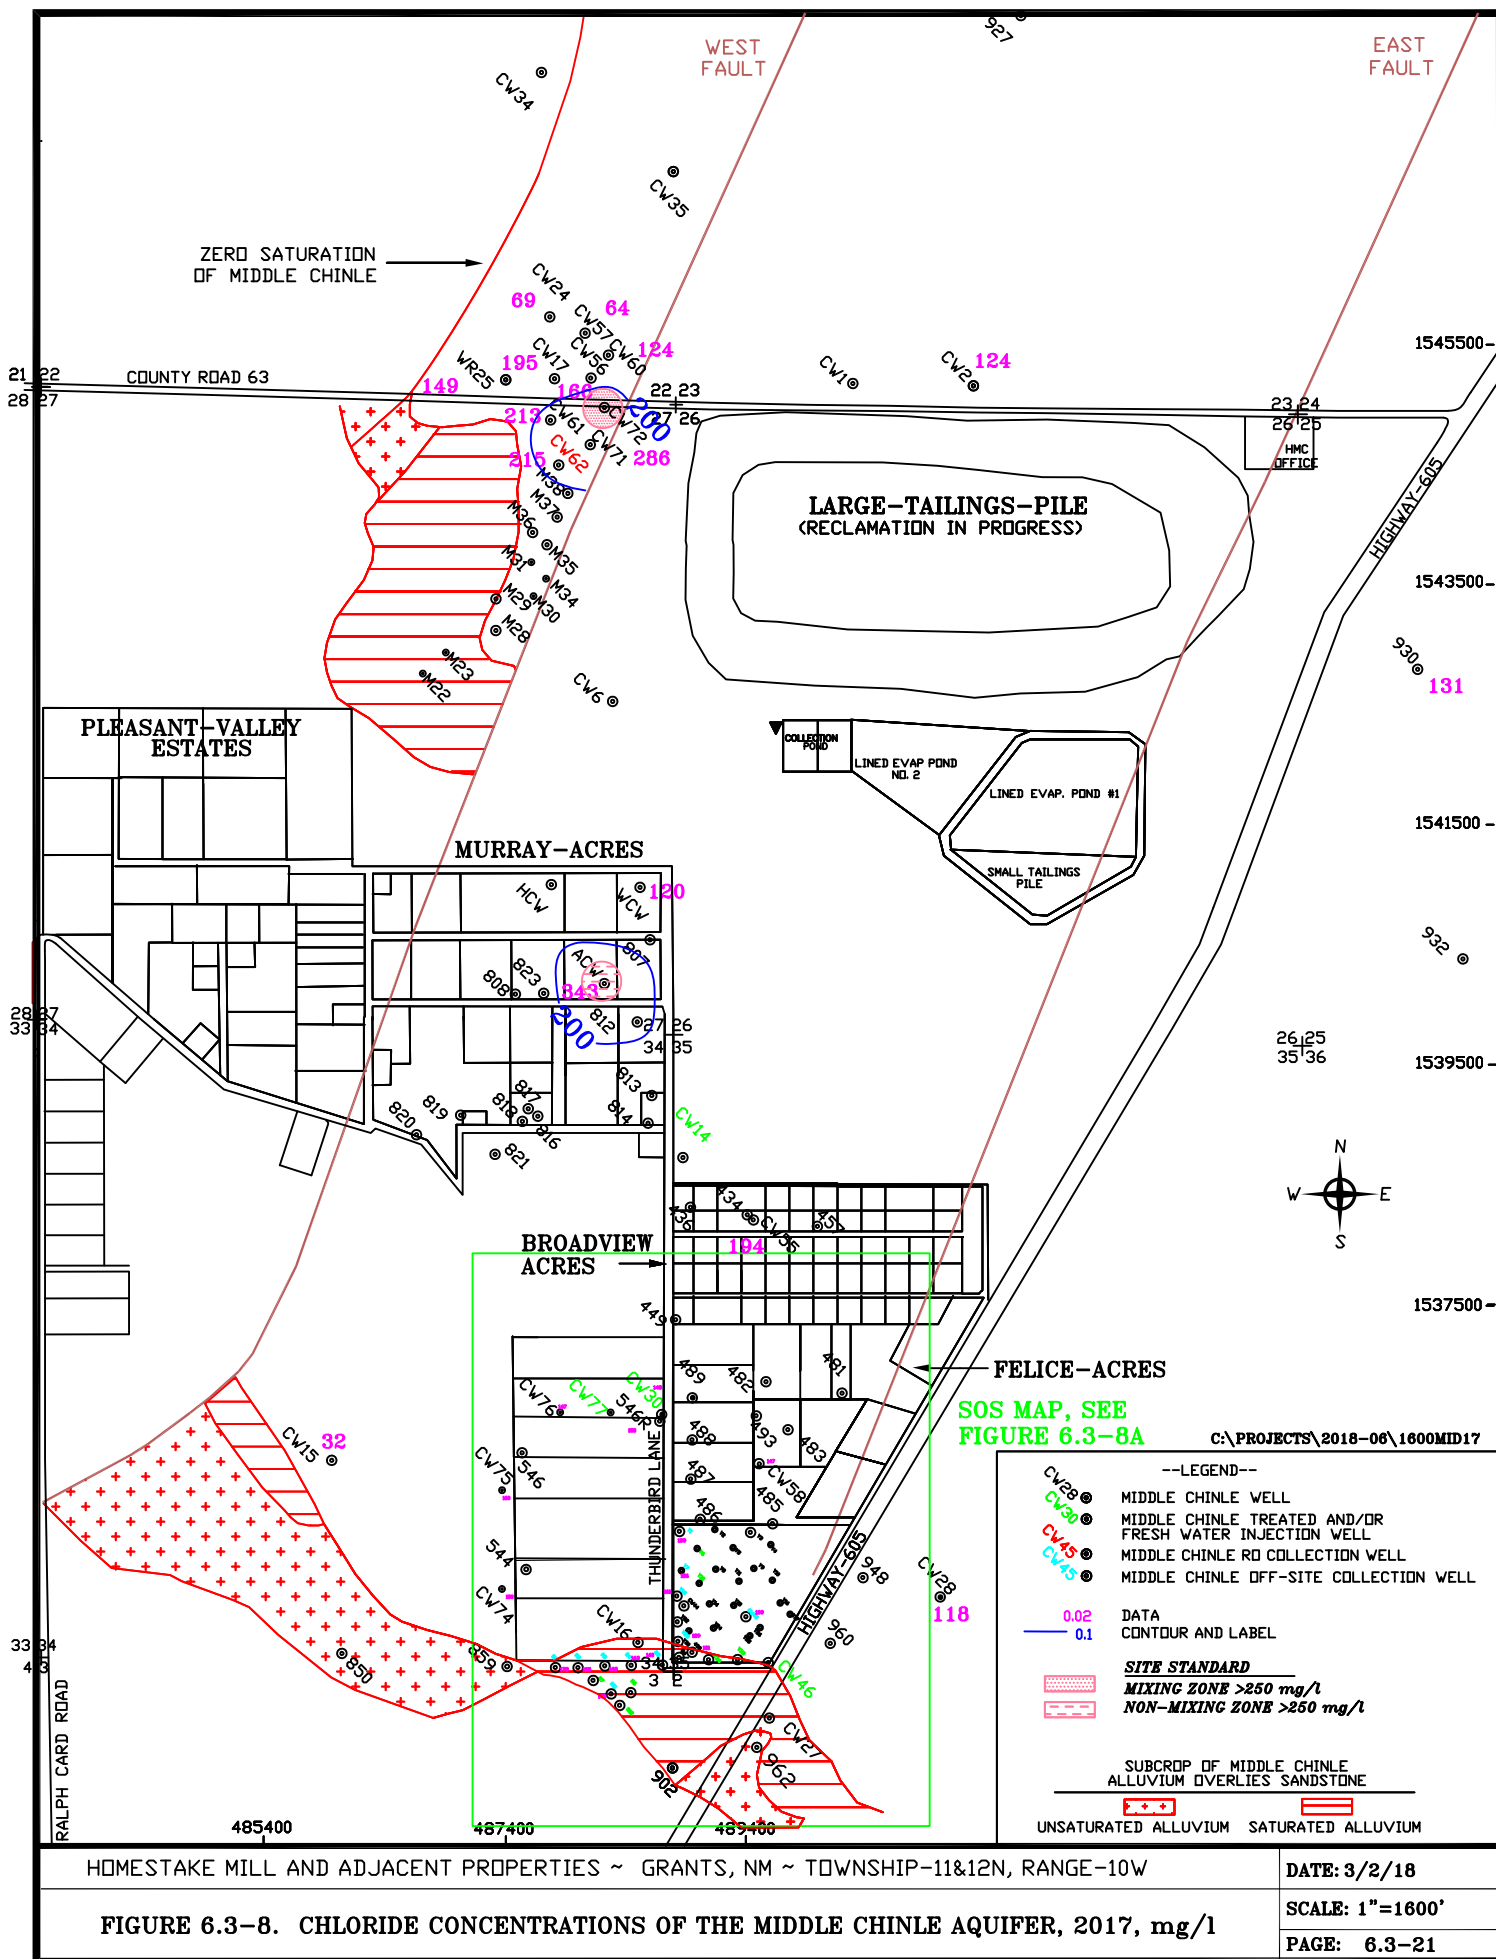 927
WEST
FAULT
EAST
FAULT
CW34
CW35
ZERO SATURATION
OF MIDDLE CHINLE
CW24
69
64
CW57
CW60
124
CW56
CW17
195
WR25
149
166
CW1
CW2
124
1545500
21 22
28 27
COUNTY ROAD 63
22 23
27 26
23 24
26 25
HMC
OFFICE
200
CW72
CW61
213
CW71
286
CW62
215
M38
M37
M36
M35
M31
M34
M30
M29
M28
M23
M22
CW6
LARGE-TAILINGS-PILE
(RECLAMATION IN PROGRESS)
HIGHWAY-605
1543500
930
131
PLEASANT-VALLEY
ESTATES
COLLECTION
POND
LINED EVAP POND
NO. 2
LINED EVAP. POND #1
SMALL TAILINGS
PILE
1541500
MURRAY-ACRES
HCW
WCW
120
807
ACW
823
808
343
812
200
932
28 27
33 34
27 26
34 35
26 25
35 36
1539500
813
814
817
818
816
819
820
821
CW14
N
W E
S
436
434
CW55
457
194
BROADVIEW
ACRES
1537500
449
FELICE-ACRES
489
482
481
CW76
CW77
CW30
546R
488
493
483
SOS MAP, SEE
FIGURE 6.3-8A
C:\PROJECTS\2018-06\1600MID17
CW15
32
CW75
546
487
CW58
485
486
THUNDERBIRD LANE
544
CW74
HIGHWAY-605
948
CW28
118
960
CW16
859
850
33 34
4 3
34 35
3 2
CW46
CW27
962
902
RALPH CARD ROAD
485400
487400
489400
--LEGEND--
CW28 MIDDLE CHINLE WELL
CW30 MIDDLE CHINLE TREATED AND/OR
FRESH WATER INJECTION WELL
CW45 MIDDLE CHINLE RO COLLECTION WELL
CW45 MIDDLE CHINLE OFF-SITE COLLECTION WELL
0.02 DATA
0.1 CONTOUR AND LABEL
SITE STANDARD
MIXING ZONE >250 mg/l
NON-MIXING ZONE >250 mg/l
SUBCROP OF MIDDLE CHINLE
ALLUVIUM OVERLIES SANDSTONE
UNSATURATED ALLUVIUM SATURATED ALLUVIUM
HOMESTAKE MILL AND ADJACENT PROPERTIES ~ GRANTS, NM ~ TOWNSHIP-11&12N, RANGE-10W
DATE: 3/2/18
FIGURE 6.3-8. CHLORIDE CONCENTRATIONS OF THE MIDDLE CHINLE AQUIFER, 2017, mg/l
SCALE: 1"=1600'
PAGE: 6.3-21